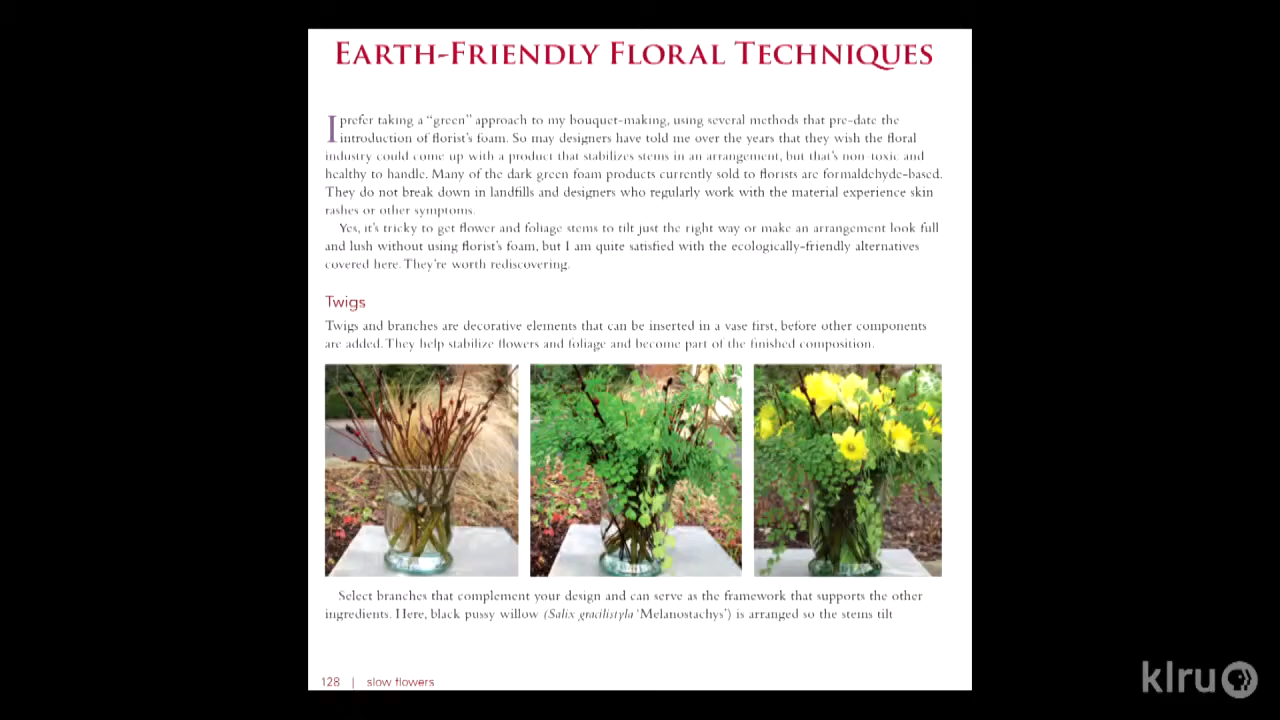 EARTH-FRIENDLY FLORAL TECHNIQUES
I prefer taking a “green” approach to my bouquet-making, using several methods that pre-date the
introduction of florist’s foam. So may designers have told me over the years that they wish the floral
industry could come up with a product that stabilizes stems in an arrangement, but that’s non-toxic and
healthy to handle. Many of the dark green foam products currently sold to florists are formaldehyde-based.
They do not break down in landfills and designers who regularly work with the material experience skin
rashes or other symptoms.
Yes, it’s tricky to get flower and foliage stems to tilt just the right way or make an arrangement look full
and lush without using florist’s foam, but I am quite satisfied with the ecologically-friendly alternatives
covered here. They’re worth rediscovering.
Twigs
Twigs and branches are decorative elements that can be inserted in a vase first, before other components
are added. They help stabilize flowers and foliage and become part of the finished composition.
Select branches that complement your design and can serve as the framework that supports the other
ingredients. Here, black pussy willow (Salix gracilistyla ‘Melanostachys’) is arranged so the stems tilt
128 | slow flowers
klru